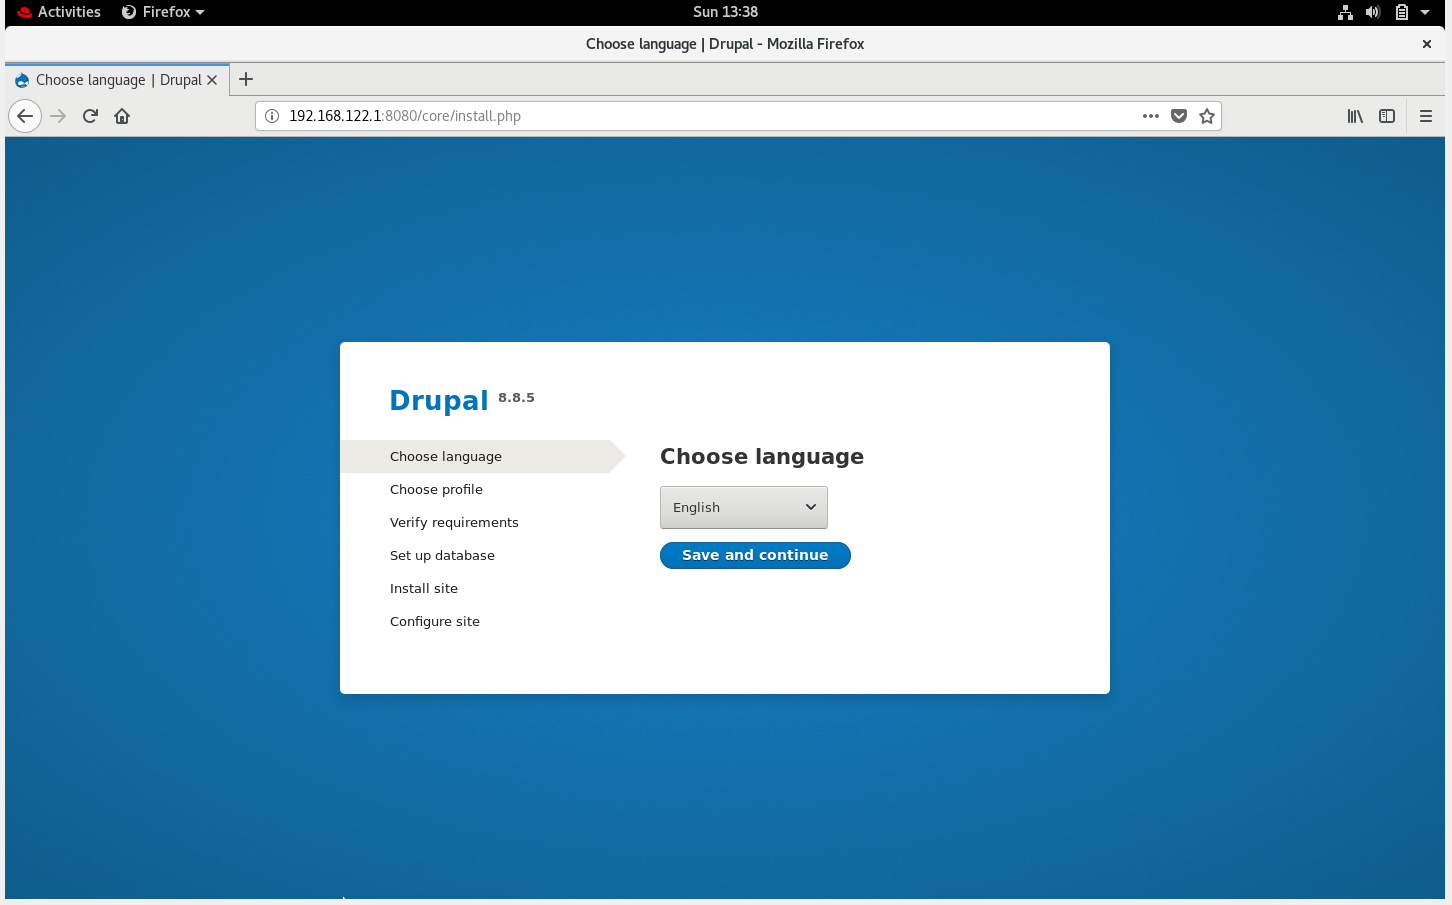 Activities Firefox Sun 13:38
Choose language | Drupal - Mozilla Firefox
Choose language | Drupal
192.168.122.1:8080/core/install.php
Drupal 8.8.5
Choose language
Choose profile
Verify requirements
Set up database
Install site
Configure site
Choose language
English
Save and continue